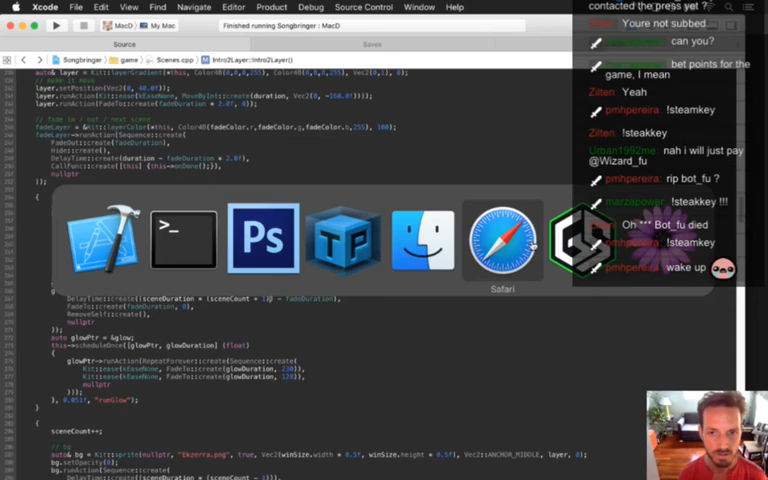 Xcode File Edit View Find Navigate Editor Product Debug Source Control Window
MacD My Mac
Finished running Songbringer : MacD
Source
Saves
Songbringer game Scenes.cpp Intro2Layer::Intro2Layer()
auto& layer = Kit::layerGradient(*this, Color4B(0,0,0,255), Color4B(0,0,0,255), Vec2(0,1), 0);
// make it move
layer.setPosition(Vec2(0, 40.0f));
layer.runAction(Kit::ease(kEaseNone, MoveBy::create(duration, Vec2(0, -160.0f))));
layer.runAction(FadeTo::create(fadeDuration * 2.0f, 0));
// fade in / out / next scene
fadeLayer = &Kit::layerColor(*this, Color4B(fadeColor.r,fadeColor.g,fadeColor.b,255), 100);
fadeLayer->runAction(Sequence::create(
FadeOut::create(fadeDuration),
Hide::create(),
DelayTime::create(duration - fadeDuration * 2.0f),
CallFunc::create([this] {this->onDone();}),
nullptr
));
>_
Ps
TP
GS
Safari
DelayTime::create(sceneDuration * (sceneCount + 1) - fadeDuration),
FadeTo::create(fadeDuration, 0),
RemoveSelf::create(),
nullptr
));
auto glowPtr = &glow;
this->scheduleOnce([glowPtr, glowDuration] (float)
{
glowPtr->runAction(RepeatForever::create(Sequence::create(
Kit::ease(kEaseNone, FadeTo::create(glowDuration, 230)),
Kit::ease(kEaseNone, FadeTo::create(glowDuration, 128)),
nullptr
)));
}, 0.051f, "runGlow");
}
{
sceneCount++;
// bg
auto& bg = Kit::sprite(nullptr, "Ekzerra.png", true, Vec2(winSize.width * 0.5f, winSize.height * 0.5f), Vec2::ANCHOR_MIDDLE, layer, 0);
bg.setOpacity(0);
bg.runAction(Sequence::create(
DelayTime::create(sceneDuration * (sceneCount - 1)),
contacted the press yet ?
Youre not subbed.
can you?
bet points for the
game, I mean
Zilten: Yeah
pmhpereira: !steamkey
Zilten: !steakkey
Urban1992me: nah i will just pay
@Wizard_fu
pmhpereira: rip bot_fu ?
marzapower: !steakkey !!!
Oh *** Bot_fu died
pmhpereira: !steamkey
pmhpereira: wake up